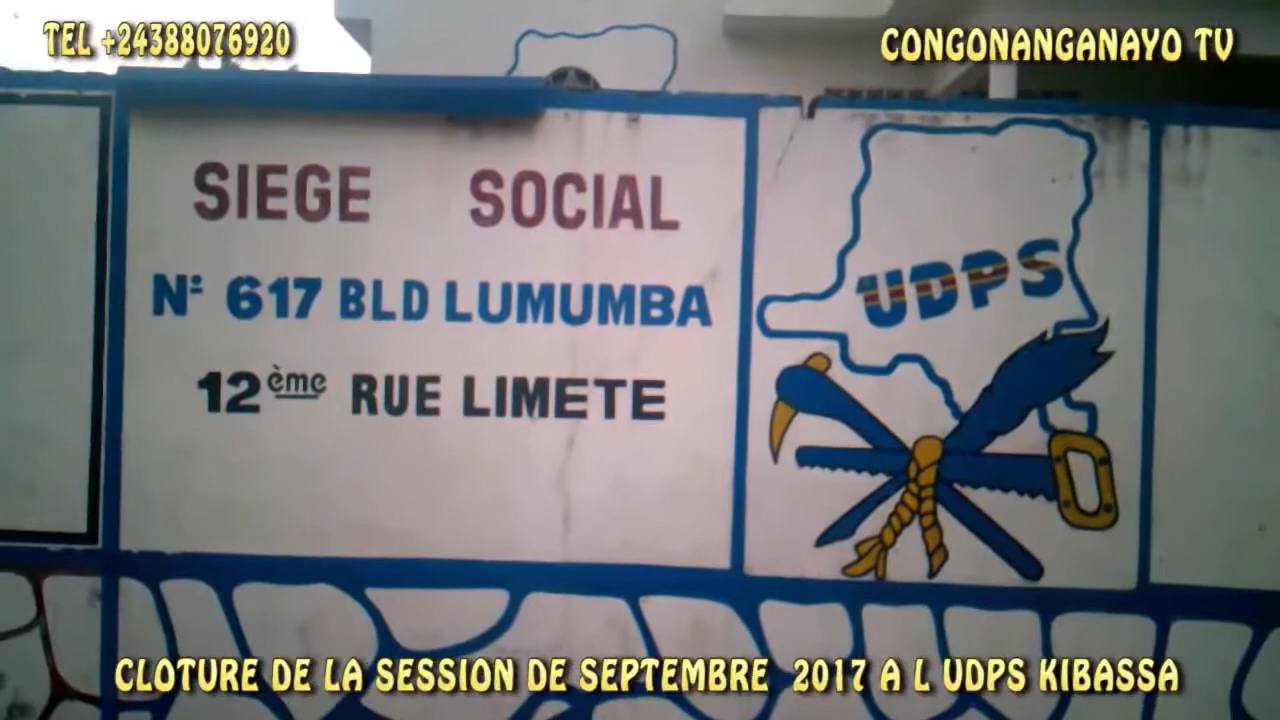 TEL +24388076920
CONGONANGANAYO TV
SIEGE SOCIAL
N° 617 BLD LUMUMBA
12ème RUE LIMETE
UDPS
CLOTURE DE LA SESSION DE SEPTEMBRE 2017 A L UDPS KIBASSA